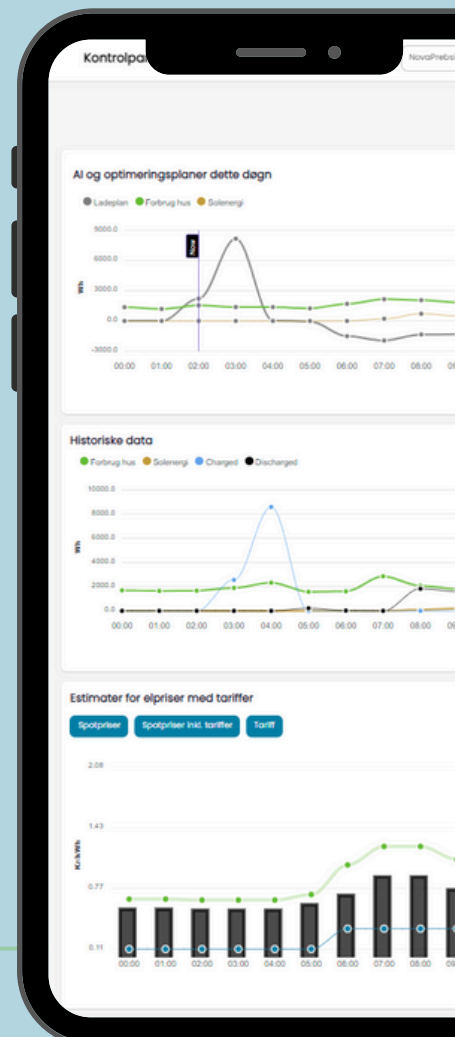 Kontrolpa
NovaPrebsi
AI og optimeringsplaner dette døgn
Ladeplan Forbrug hus Solenergi
9000.0
Now
6000.0
Wh
3000.0
0.0
-3000.0
00:00 01:00 02:00 03:00 04:00 05:00 06:00 07:00 08:00 09
Historiske data
Forbrug hus Solenergi Charged Discharged
10000.0
8000.0
6000.0
Wh
4000.0
2000.0
0.0
00:00 01:00 02:00 03:00 04:00 05:00 06:00 07:00 08:00 09
Estimater for elpriser med tariffer
Spotpriser Spotpriser inkl. tariffer Tariff
2.08
1.43
Kr/kWh
0.77
0.11
00:00 01:00 02:00 03:00 04:00 05:00 06:00 07:00 08:00 09